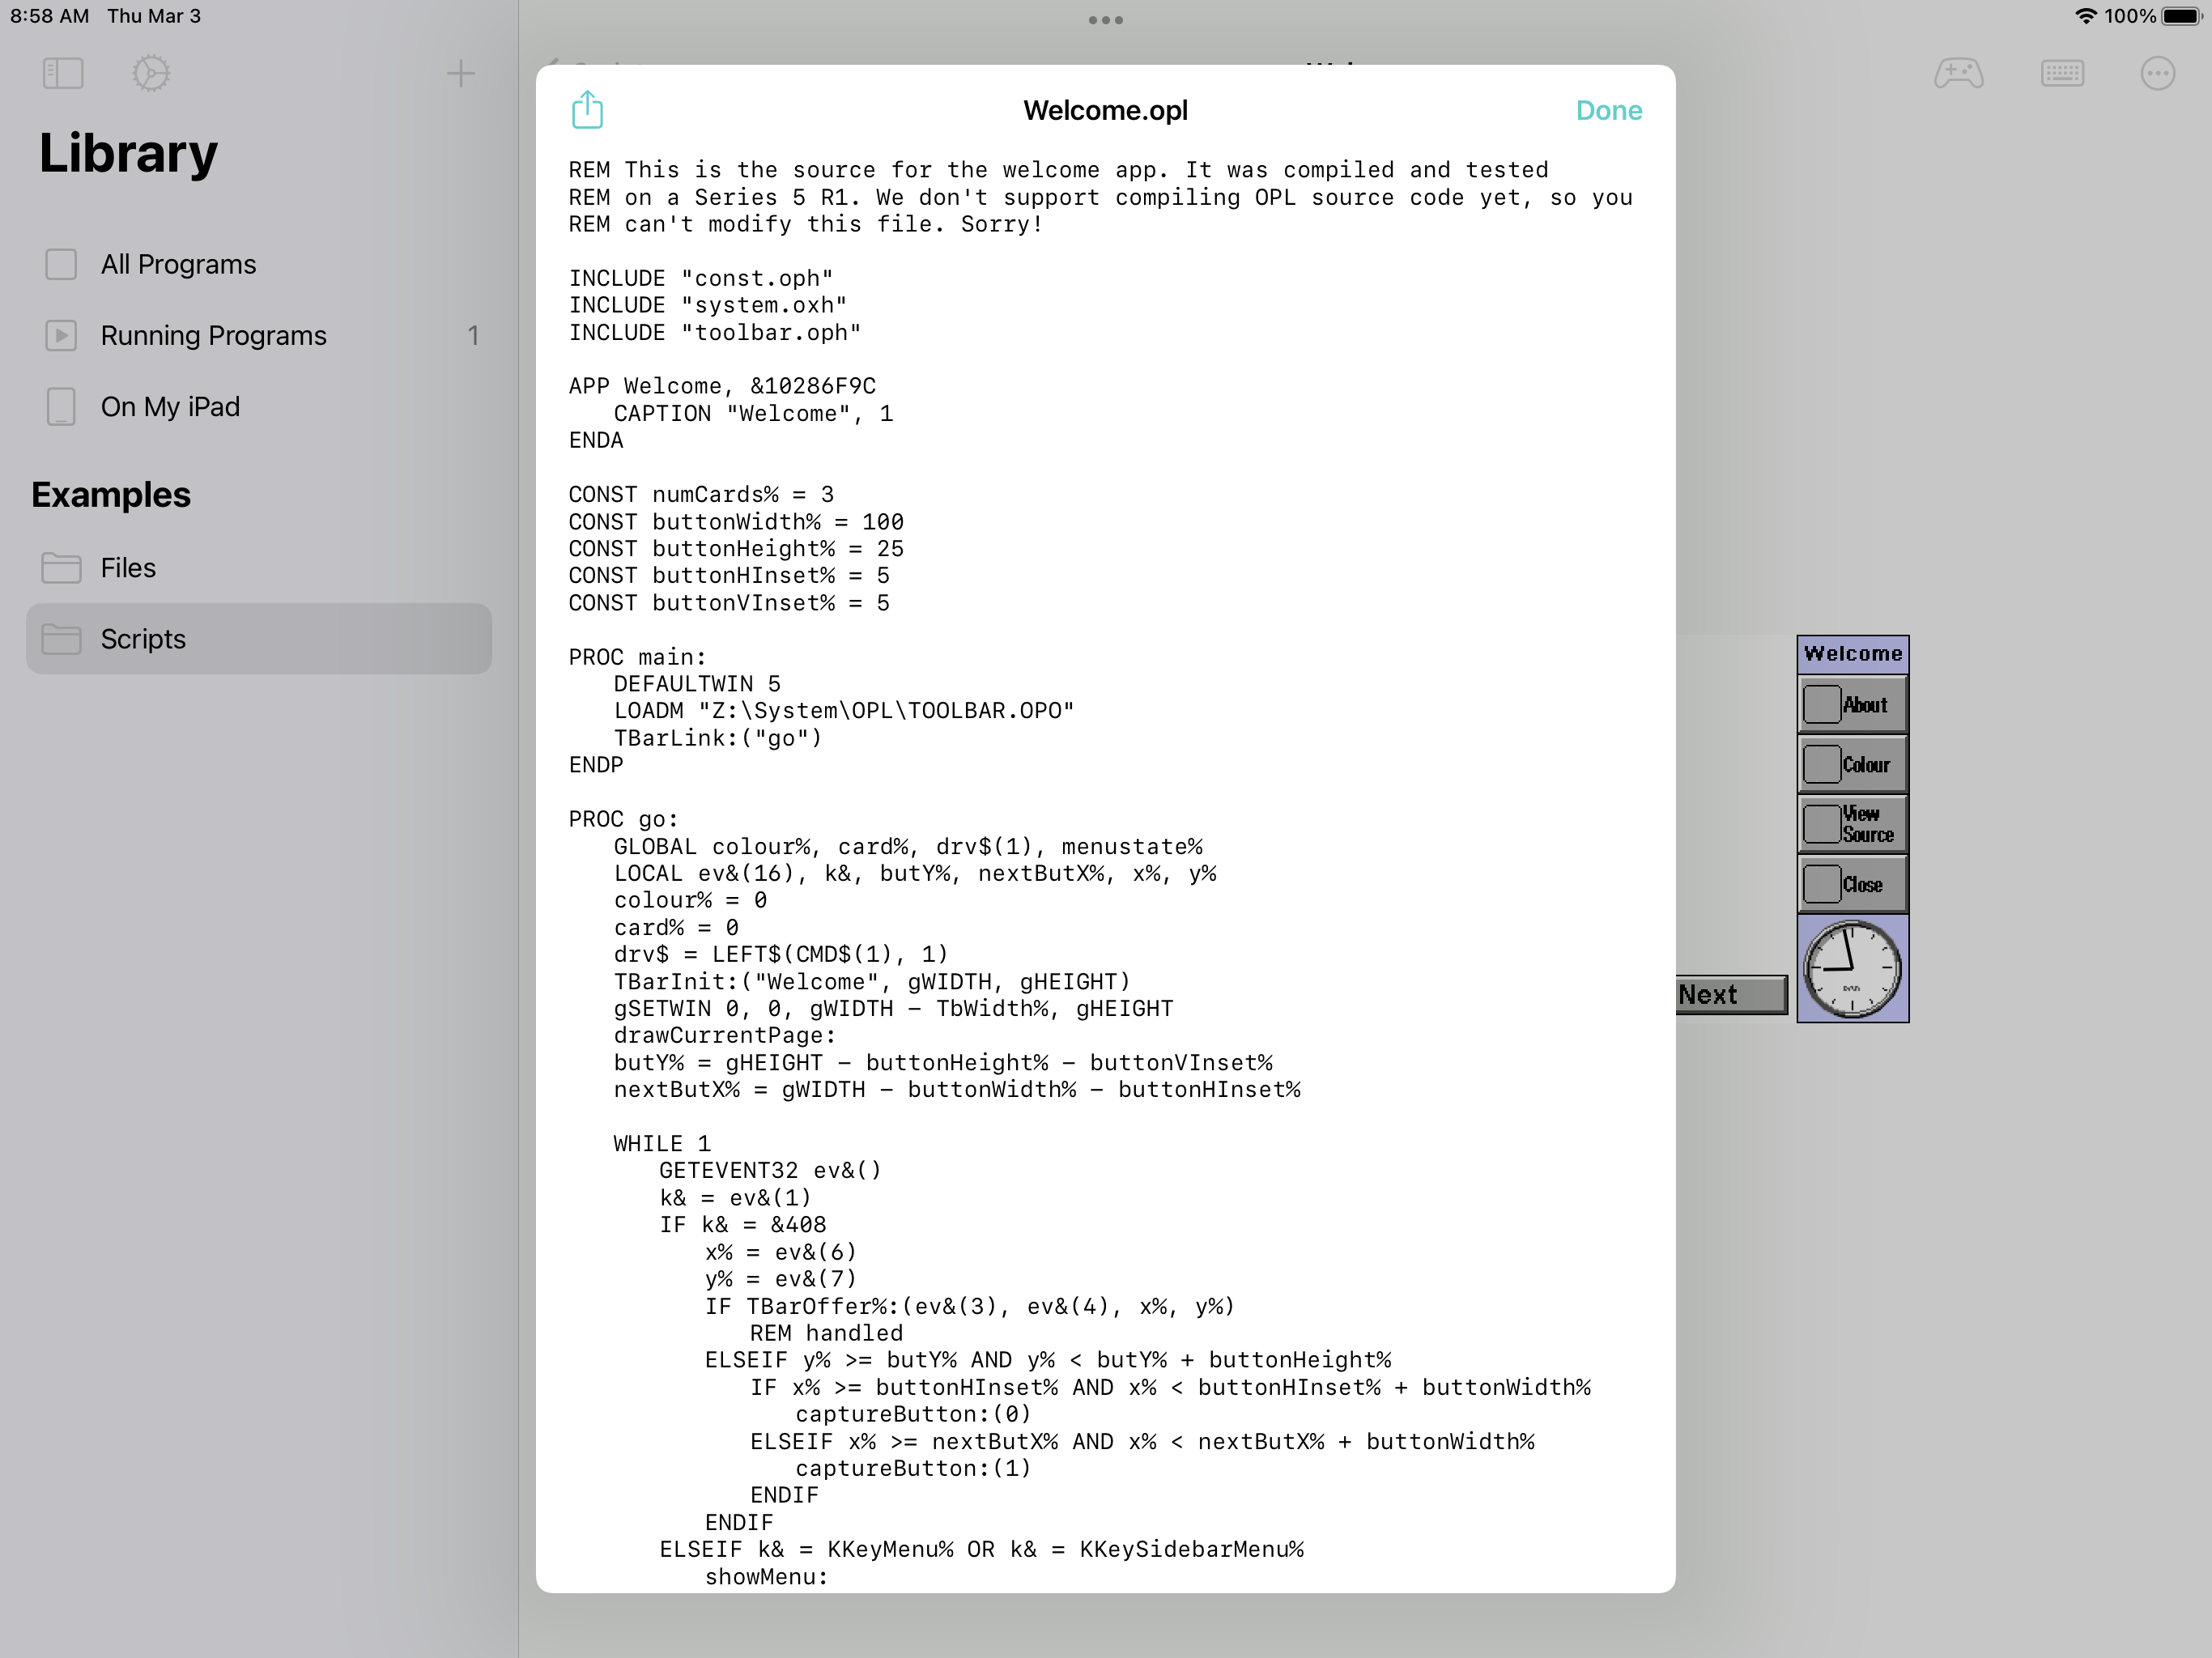 8:58 AM Thu Mar 3
100%
Library
All Programs
Running Programs 1
On My iPad
Examples
Files
Scripts
Welcome.opl
Done
REM This is the source for the welcome app. It was compiled and tested
REM on a Series 5 R1. We don't support compiling OPL source code yet, so you
REM can't modify this file. Sorry!
INCLUDE "const.oph"
INCLUDE "system.oxh"
INCLUDE "toolbar.oph"
APP Welcome, &10286F9C
CAPTION "Welcome", 1
ENDA
CONST numCards% = 3
CONST buttonWidth% = 100
CONST buttonHeight% = 25
CONST buttonHInset% = 5
CONST buttonVInset% = 5
PROC main:
DEFAULTWIN 5
LOADM "Z:\System\OPL\TOOLBAR.OPO"
TBarLink:("go")
ENDP
PROC go:
GLOBAL colour%, card%, drv$(1), menustate%
LOCAL ev&(16), k&, butY%, nextButX%, x%, y%
colour% = 0
card% = 0
drv$ = LEFT$(CMD$(1), 1)
TBarInit:("Welcome", gWIDTH, gHEIGHT)
gSETWIN 0, 0, gWIDTH - TbWidth%, gHEIGHT
drawCurrentPage:
butY% = gHEIGHT - buttonHeight% - buttonVInset%
nextButX% = gWIDTH - buttonWidth% - buttonHInset%
WHILE 1
GETEVENT32 ev&()
k& = ev&(1)
IF k& = &408
x% = ev&(6)
y% = ev&(7)
IF TBarOffer%:(ev&(3), ev&(4), x%, y%)
REM handled
ELSEIF y% >= butY% AND y% < butY% + buttonHeight%
IF x% >= buttonHInset% AND x% < buttonHInset% + buttonWidth%
captureButton:(0)
ELSEIF x% >= nextButX% AND x% < nextButX% + buttonWidth%
captureButton:(1)
ENDIF
ENDIF
ELSEIF k& = KKeyMenu% OR k& = KKeySidebarMenu%
showMenu:
Welcome
About
Colour
View
Source
Close
Next